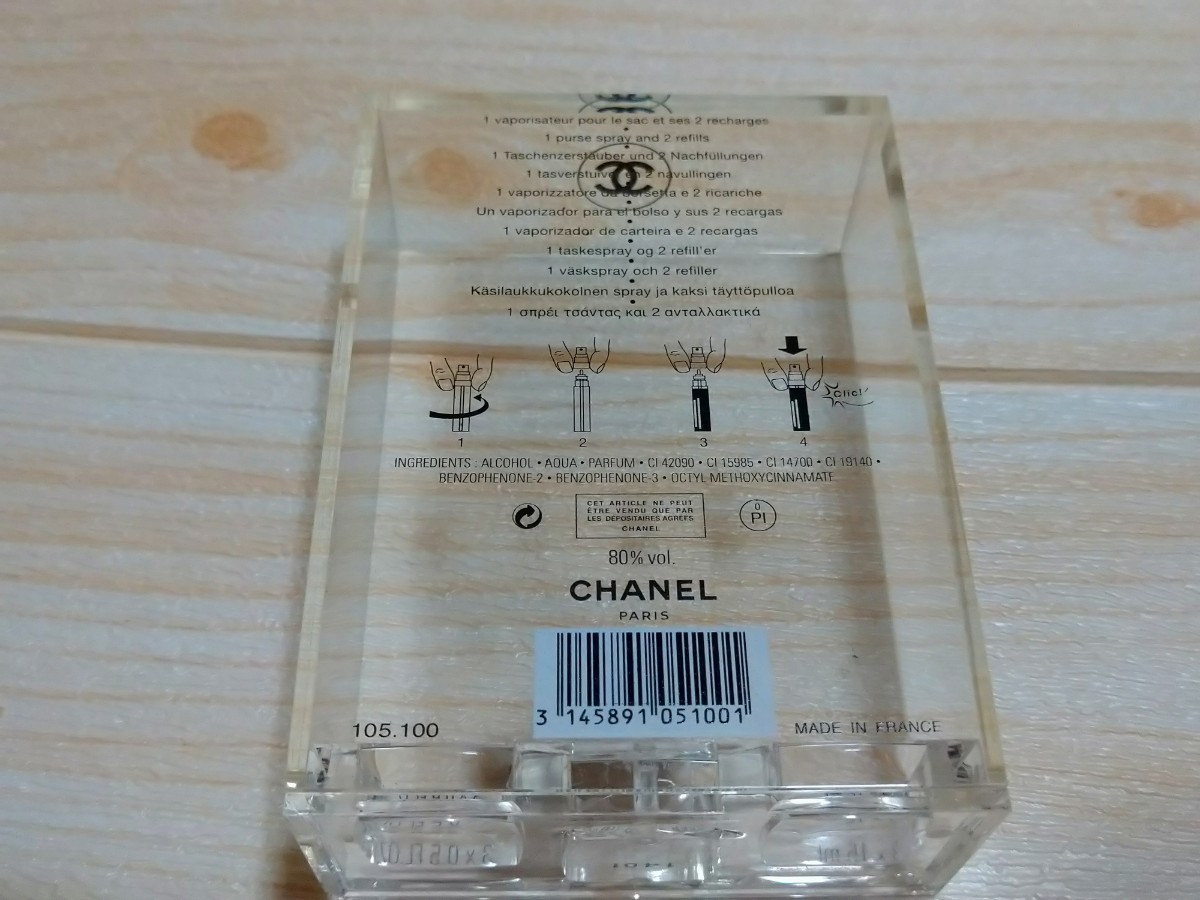 1 vaporisateur pour le sac et ses 2 recharges
•
1 purse spray and 2 refills
•
1 Taschenzerstäuber und 2 Nachfüllungen
1 tasverstuiver en 2 navullingen
1 vaporizzatore da borsetta e 2 ricariche
•
Un vaporizador para el bolso y sus 2 recargas
•
1 vaporizador de carteira e 2 recargas
•
1 taskespray og 2 refill'er
•
1 väskspray och 2 refiller
•
Käsilaukkukokoinen spray ja kaksi täyttöpulloa
•
1 σπρέι τσάντας και 2 ανταλλακτικά
Clic!
1 2 3 4
INGREDIENTS : ALCOHOL • AQUA • PARFUM • CI 42090 • CI 15985 • CI 14700 • CI 19140 •
BENZOPHENONE-2 • BENZOPHENONE-3 • OCTYL METHOXYCINNAMATE
CET ARTICLE NE PEUT
ÊTRE VENDU QUE PAR
LES DÉPOSITAIRES AGRÉÉS
CHANEL
0
PI
80% vol.
CHANEL
PARIS
3 145891 051001
105.100
MADE IN FRANCE